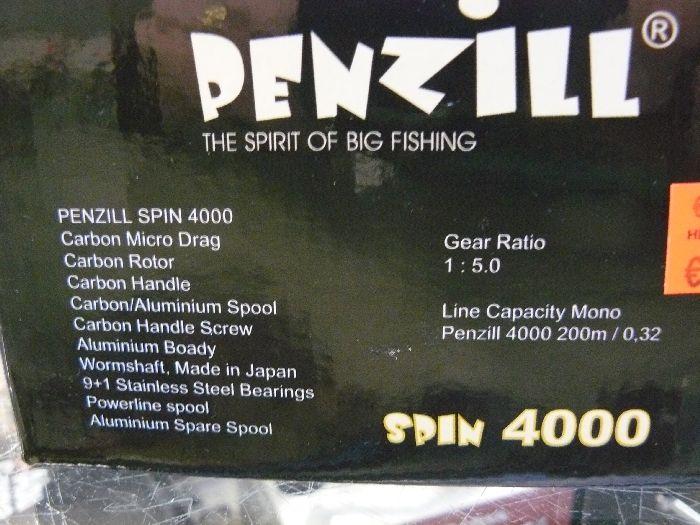 PENZILL®
THE SPIRIT OF BIG FISHING
PENZILL SPIN 4000
Carbon Micro Drag
Carbon Rotor
Carbon Handle
Carbon/Aluminium Spool
Carbon Handle Screw
Aluminium Boady
Wormshaft, Made in Japan
9+1 Stainless Steel Bearings
Powerline spool
Aluminium Spare Spool
Gear Ratio
1 : 5.0
Line Capacity Mono
Penzill 4000 200m / 0,32
SPIN 4000
€